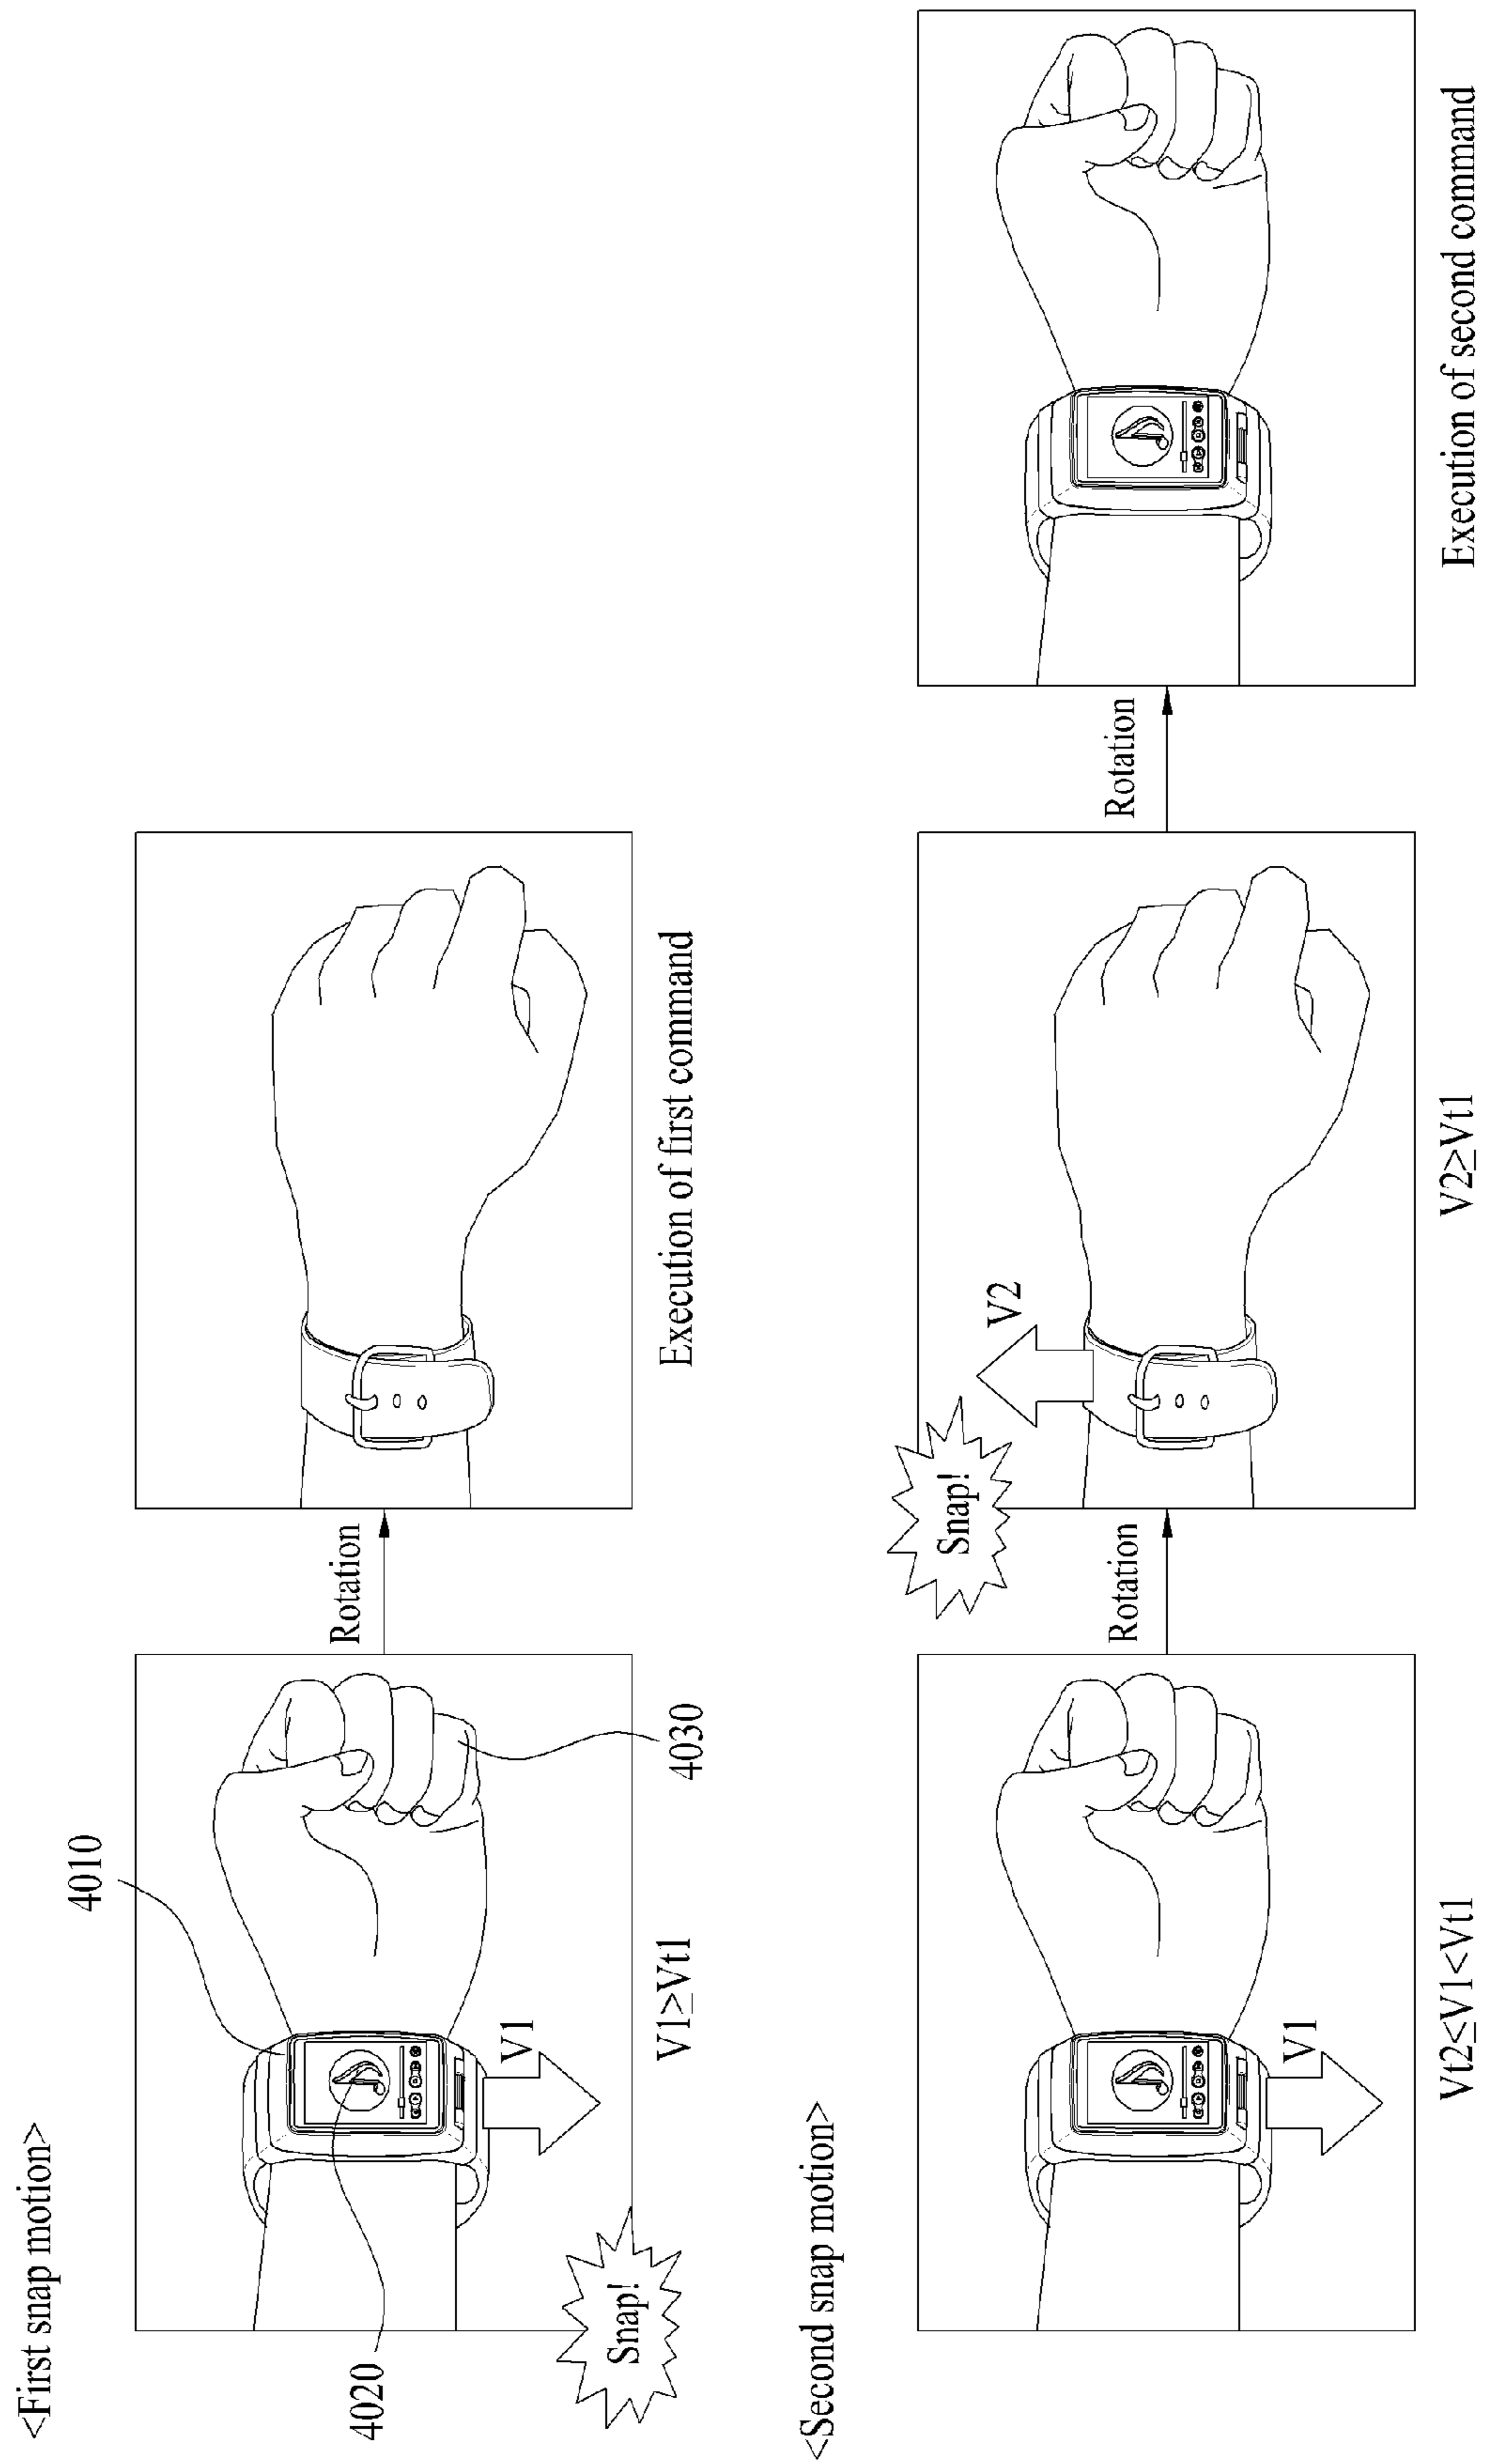 <First snap motion>
4010
4020
Snap!
V1
4030
Rotation
V1≥Vt1
Execution of first command
<Second snap motion>
Snap!
V1
Rotation
V2
Rotation
Vt2≤V1<Vt1
V2≥Vt1
Execution of second command